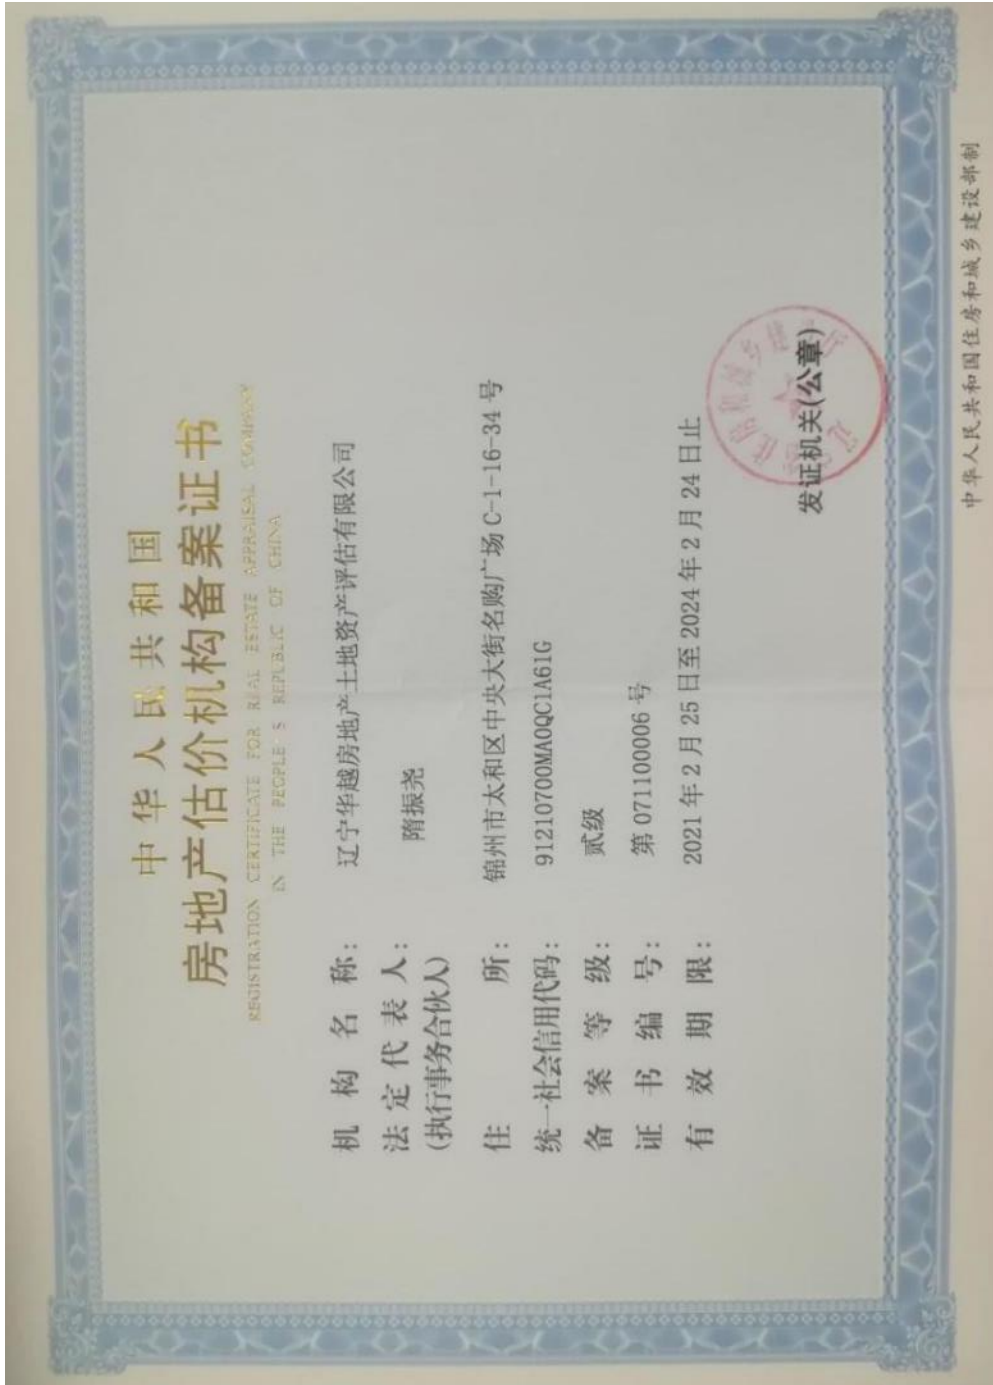 中华人民共和国
房地产估价机构备案证书
REGISTRATION CERTIFICATE FOR REAL ESTATE APPRAISAL COMPANY
IN THE PEOPLE'S REPUBLIC OF CHINA
机构名称： 辽宁华越房地产土地资产评估有限公司
法定代表人： 隋振尧
(执行事务合伙人)
住所： 锦州市太和区中央大街名购广场 C-1-16-34 号
统一社会信用代码： 91210700MA0QC1A61G
备案等级： 贰级
证书编号： 第 071100006 号
有效期限： 2021 年 2 月 25 日至 2024 年 2 月 24 日止
发证机关(公章)
中华人民共和国住房和城乡建设部制